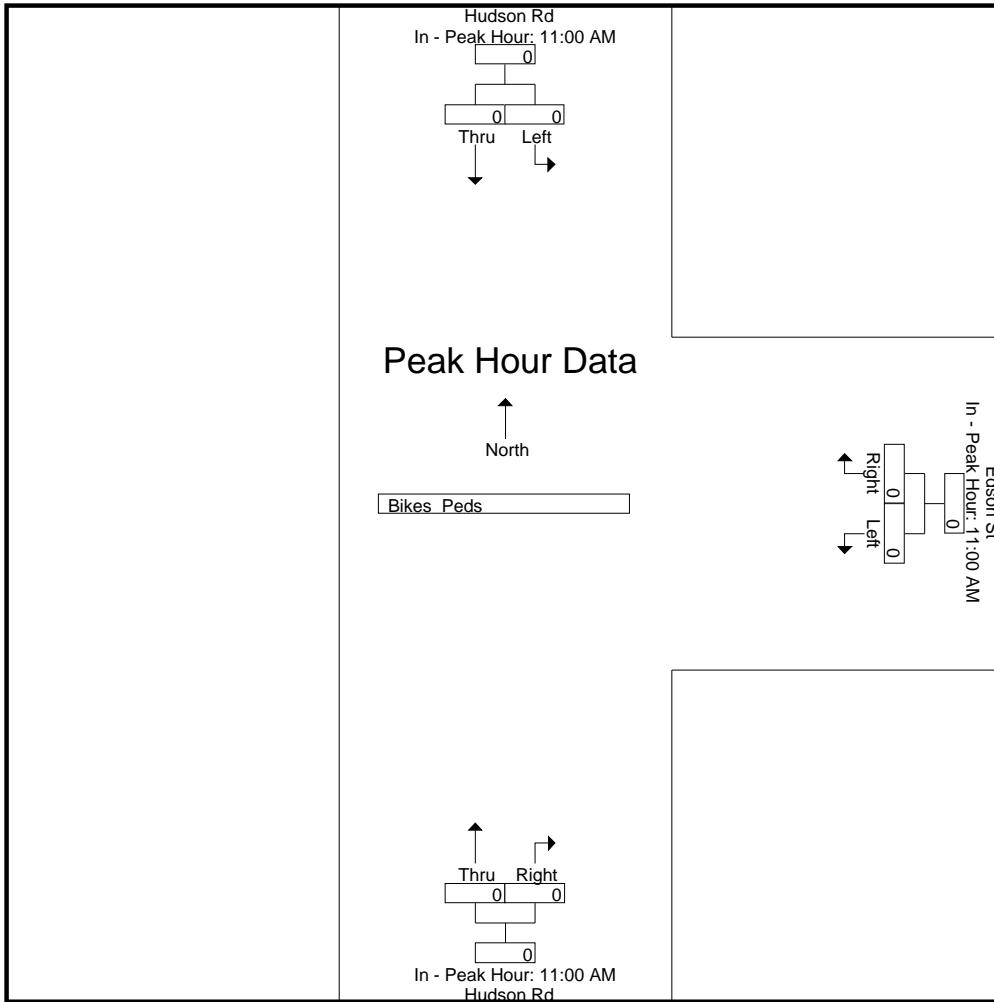 Hudson Rd
In - Peak Hour: 11:00 AM
0
0 0
Thru Left
Peak Hour Data
North
Bikes Peds
Edson St
In - Peak Hour: 11:00 AM
0
Right 0
Left 0
Thru Right
0 0
0
In - Peak Hour: 11:00 AM
Hudson Rd